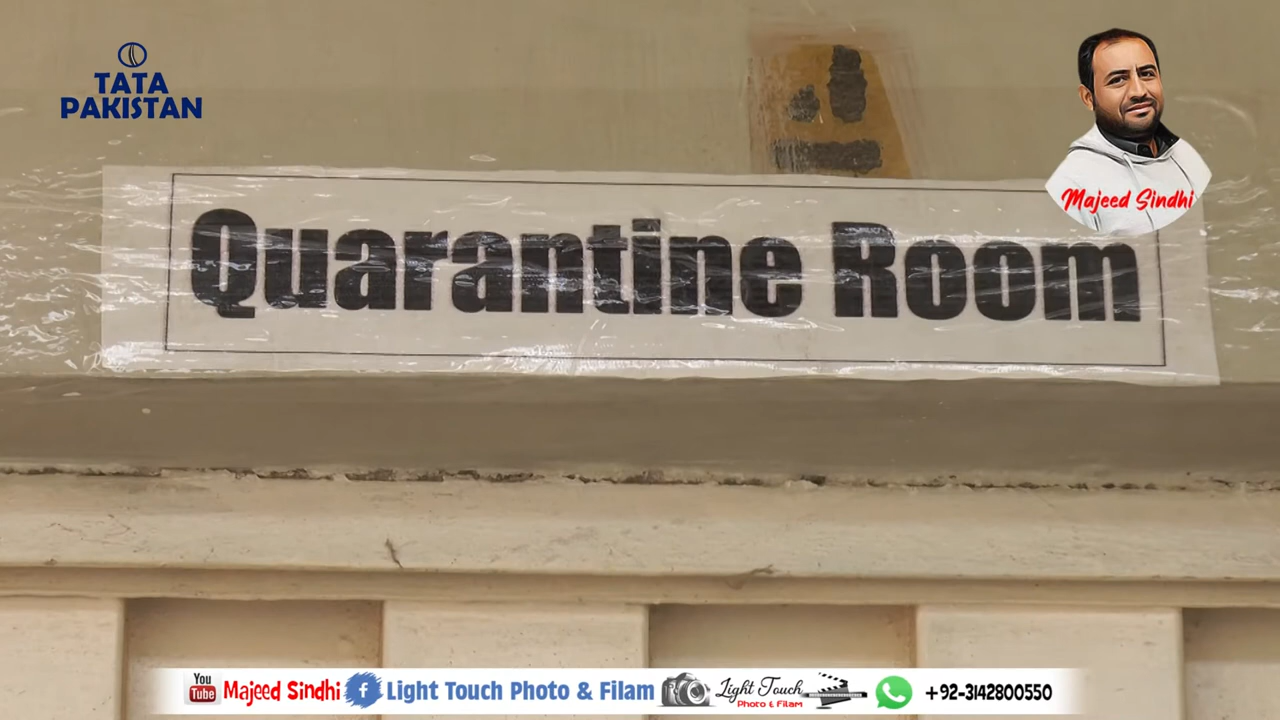 TATA
PAKISTAN
Majeed Sindhi
Quarantine Room
You
Tube
Majeed Sindhi
f
Light Touch Photo & Filam
Light Touch
Photo & Filam
+92-3142800550